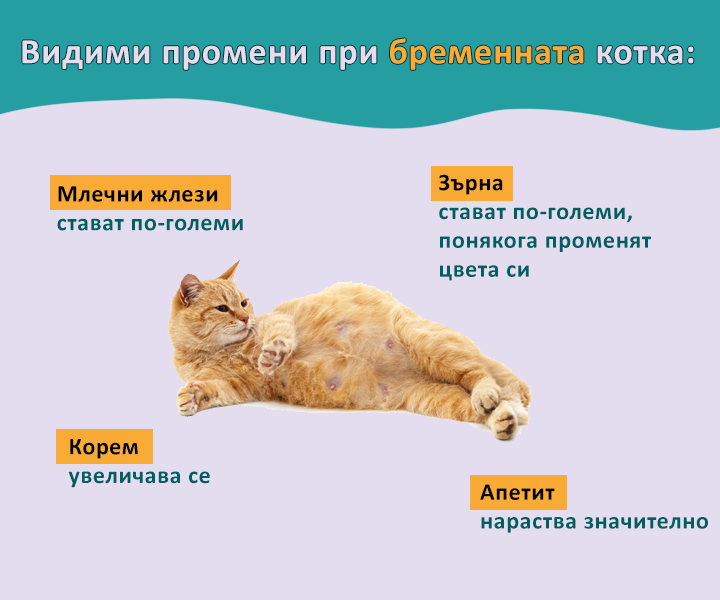 Видими промени при бременната котка:
Млечни жлези
стават по-големи
Зърна
стават по-големи,
понякога променят
цвета си
Корем
увеличава се
Апетит
нараства значително